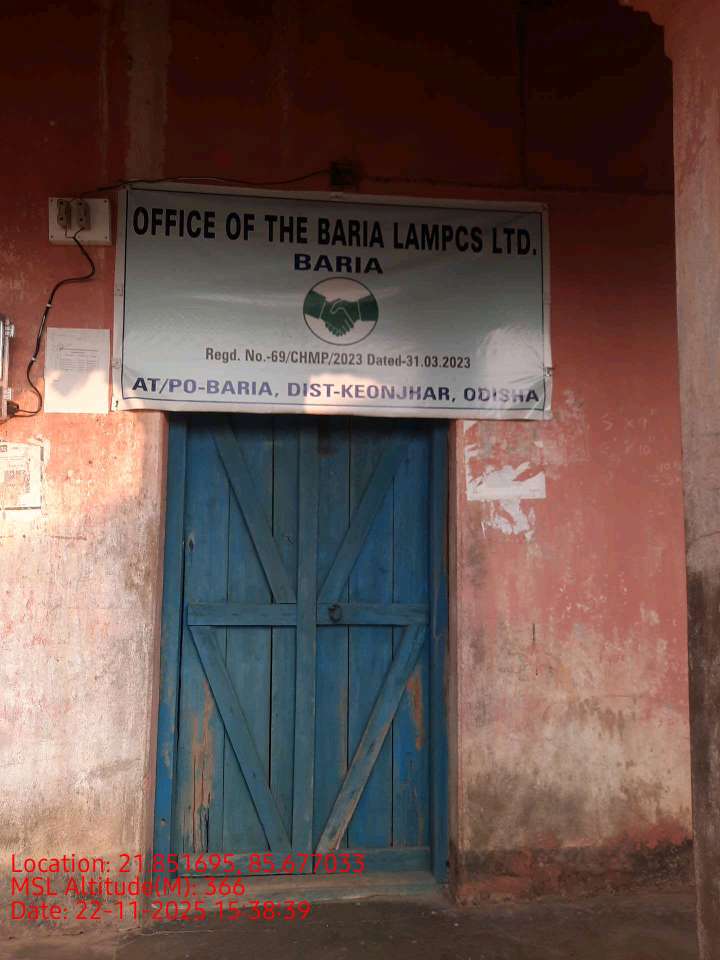 OFFICE OF THE BARIA LAMPCS LTD.
BARIA
Regd. No.-69/CHMP/2023 Dated-31.03.2023
AT/PO-BARIA, DIST-KEONJHAR, ODISHA
Location: 21.851695, 85.677033
MSL Altitude(M): 366
Date: 22-11-2025 15:38:39